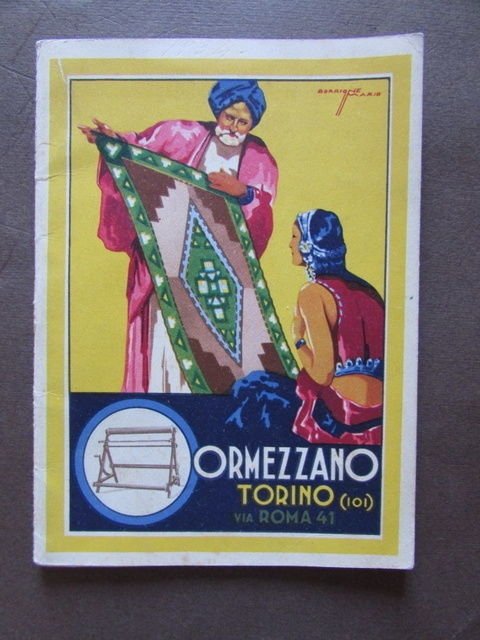 BORRIONE
MARIO
ORMEZZANO
TORINO (101)
VIA ROMA 41